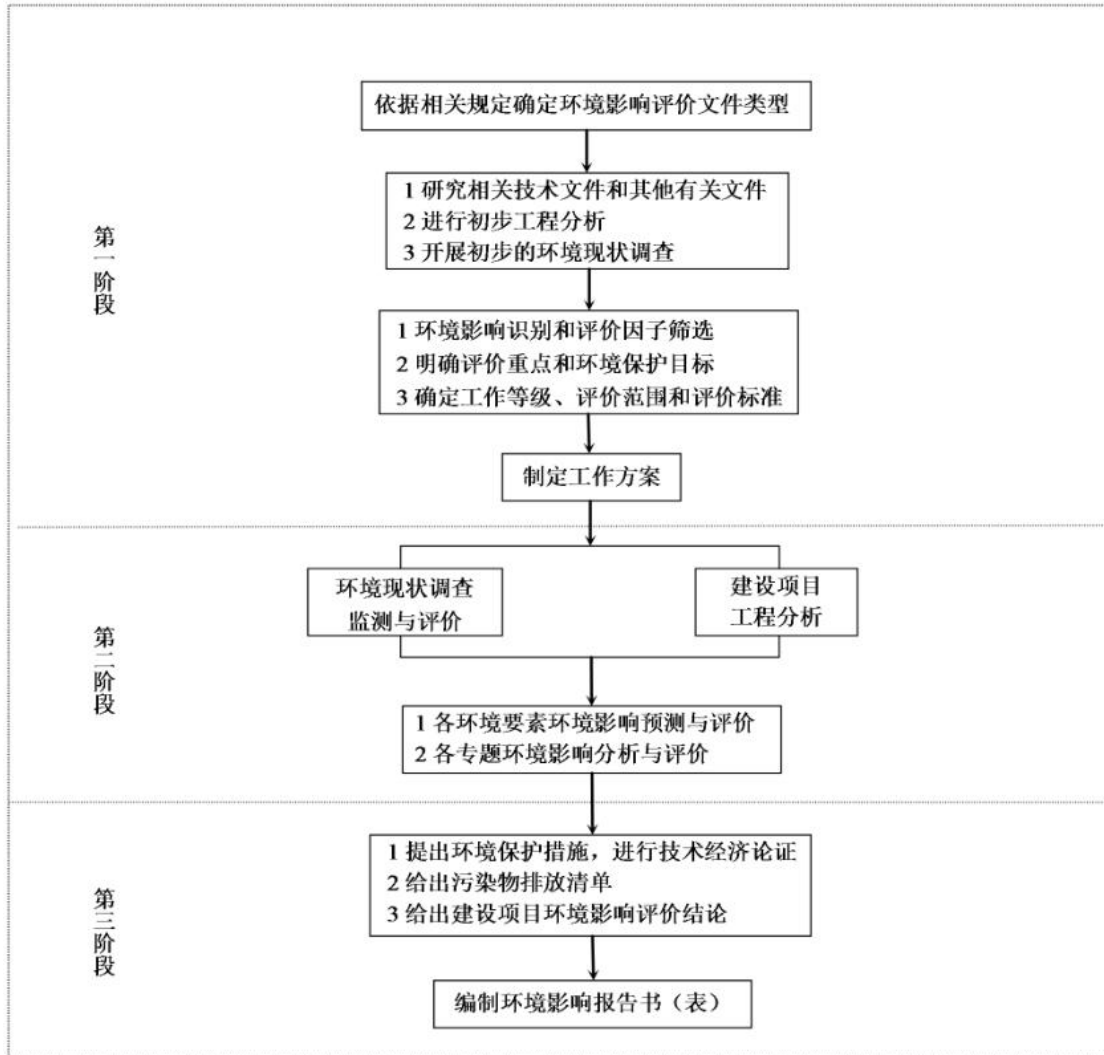 依据相关规定确定环境影响评价文件类型
1 研究相关技术文件和其他有关文件
2 进行初步工程分析
3 开展初步的环境现状调查
第一阶段
1 环境影响识别和评价因子筛选
2 明确评价重点和环境保护目标
3 确定工作等级、评价范围和评价标准
制定工作方案
环境现状调查
监测与评价
建设项目
工程分析
第二阶段
1 各环境要素环境影响预测与评价
2 各专题环境影响分析与评价
1 提出环境保护措施，进行技术经济论证
2 给出污染物排放清单
3 给出建设项目环境影响评价结论
第三阶段
编制环境影响报告书（表）